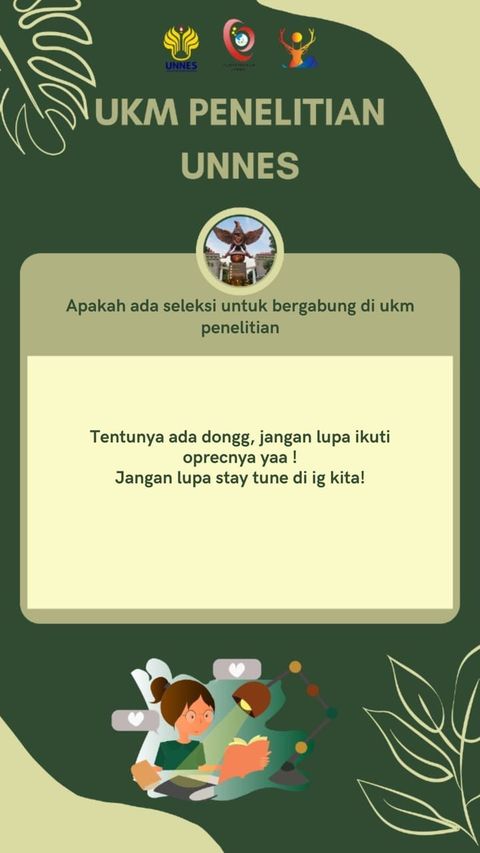 UNNES
UKM PENELITIAN
UNNES
Apakah ada seleksi untuk bergabung di ukm
penelitian
Tentunya ada dongg, jangan lupa ikuti
oprecnya yaa !
Jangan lupa stay tune di ig kita!